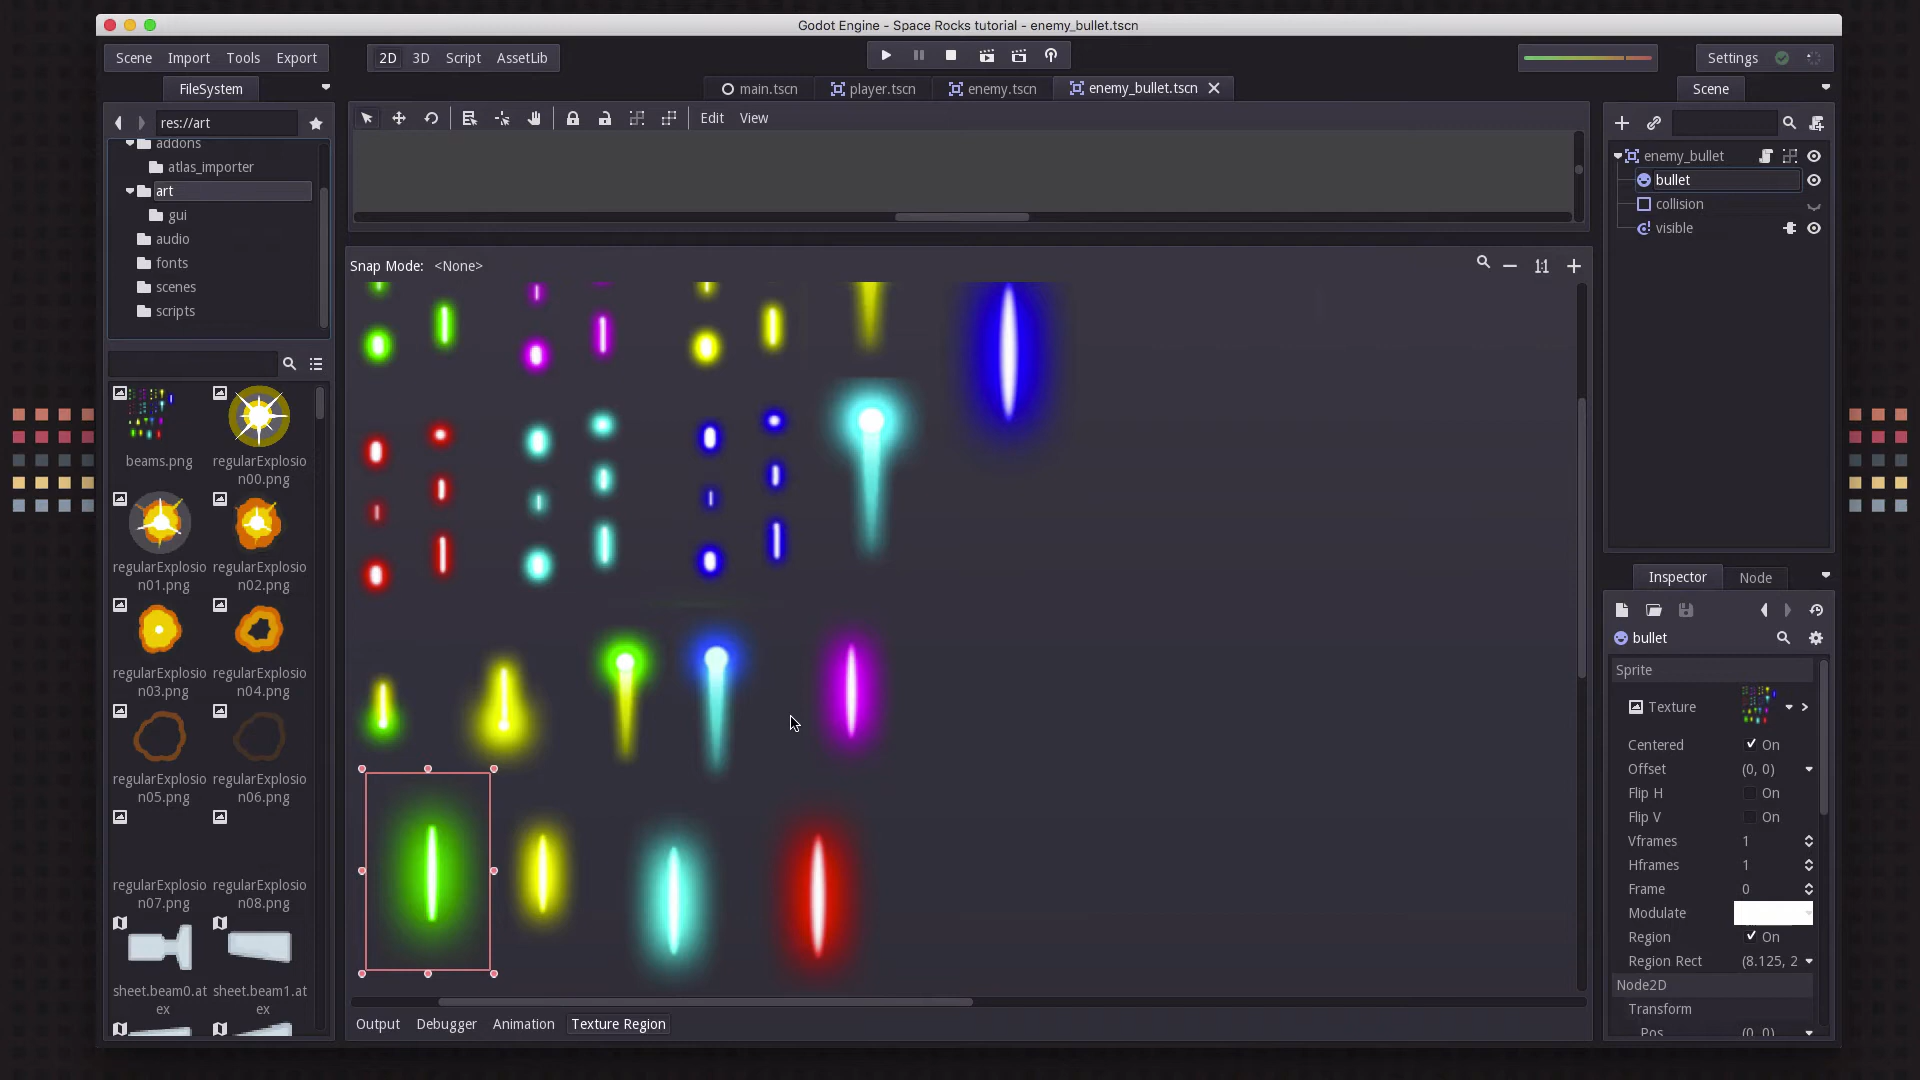 Godot Engine - Space Rocks tutorial - enemy_bullet.tscn
Scene Import Tools Export 2D 3D Script AssetLib Settings
FileSystem main.tscn player.tscn enemy.tscn enemy_bullet.tscn Scene
res://art Edit View
addons
atlas_importer
art
gui
audio
fonts
scenes
scripts
enemy_bullet
bullet
collision
visible
Snap Mode: <None>
1:1
beams.png
regularExplosio
n00.png
regularExplosio
n01.png
regularExplosio
n02.png
regularExplosio
n03.png
regularExplosio
n04.png
regularExplosio
n05.png
regularExplosio
n06.png
regularExplosio
n07.png
regularExplosio
n08.png
sheet.beam0.at
ex
sheet.beam1.at
ex
Output Debugger Animation Texture Region
Inspector Node
bullet
Sprite
Texture
Centered On
Offset (0, 0)
Flip H On
Flip V On
Vframes 1
Hframes 1
Frame 0
Modulate
Region On
Region Rect (8.125, 2
Node2D
Transform
Pos (0, 0)